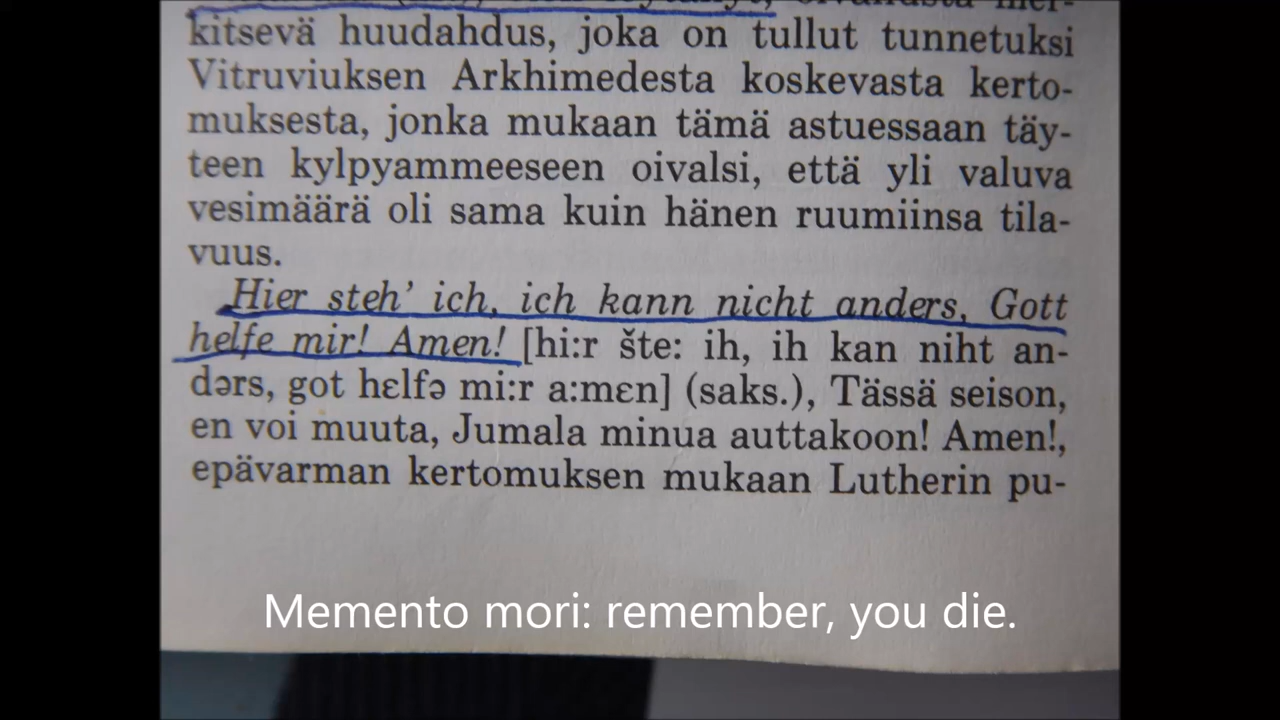 kitsevä huudahdus, joka on tullut tunnetuksi
Vitruviuksen Arkhimedesta koskevasta kerto-
muksesta, jonka mukaan tämä astuessaan täy-
teen kylpyammeeseen oivalsi, että yli valuva
vesimäärä oli sama kuin hänen ruumiinsa tila-
vuus.
Hier steh’ ich, ich kann nicht anders, Gott
helfe mir! Amen! [hi:r šte: ih, ih kan niht an-
dərs, got hɛlfə mi:r a:mɛn] (saks.), Tässä seison,
en voi muuta, Jumala minua auttakoon! Amen!,
epävarman kertomuksen mukaan Lutherin pu-
Memento mori: remember, you die.